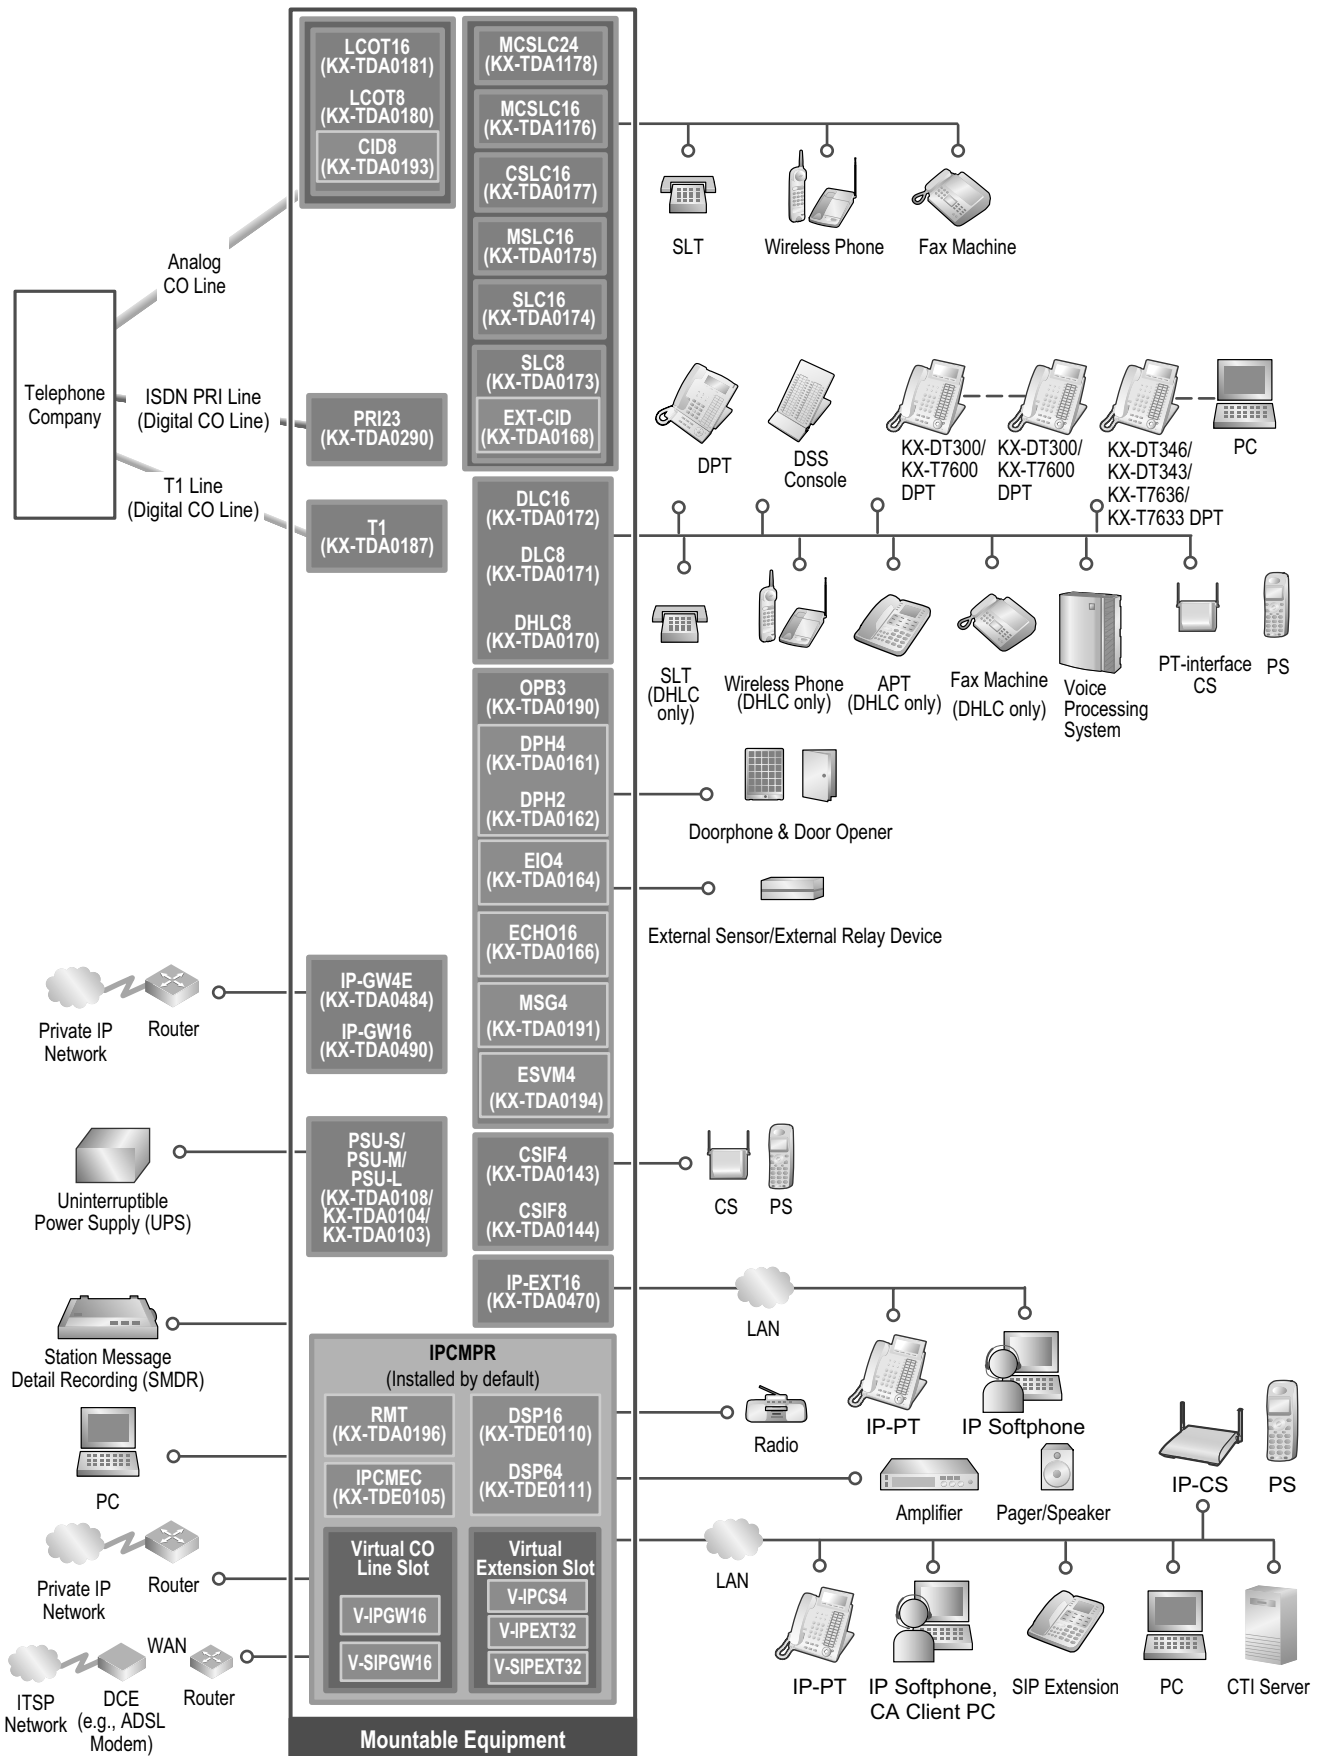 LCOT16
(KX-TDA0181)
LCOT8
(KX-TDA0180)
CID8
(KX-TDA0193)
MCSLC24
(KX-TDA1178)
MCSLC16
(KX-TDA1176)
CSLC16
(KX-TDA0177)
MSLC16
(KX-TDA0175)
SLC16
(KX-TDA0174)
SLC8
(KX-TDA0173)
EXT-CID
(KX-TDA0168)
SLT
Wireless Phone
Fax Machine
Analog
CO Line
Telephone
Company
ISDN PRI Line
(Digital CO Line)
T1 Line
(Digital CO Line)
PRI23
(KX-TDA0290)
T1
(KX-TDA0187)
DPT
DSS
Console
KX-DT300/
KX-T7600
DPT
KX-DT300/
KX-T7600
DPT
KX-DT346/
KX-DT343/
KX-T7636/
KX-T7633 DPT
PC
DLC16
(KX-TDA0172)
DLC8
(KX-TDA0171)
DHLC8
(KX-TDA0170)
SLT
(DHLC
only)
Wireless Phone
(DHLC only)
APT
(DHLC only)
Fax Machine
(DHLC only)
Voice
Processing
System
PT-interface
CS
PS
OPB3
(KX-TDA0190)
DPH4
(KX-TDA0161)
DPH2
(KX-TDA0162)
Doorphone & Door Opener
EIO4
(KX-TDA0164)
External Sensor/External Relay Device
ECHO16
(KX-TDA0166)
MSG4
(KX-TDA0191)
ESVM4
(KX-TDA0194)
Private IP
Network
Router
IP-GW4E
(KX-TDA0484)
IP-GW16
(KX-TDA0490)
Uninterruptible
Power Supply (UPS)
PSU-S/
PSU-M/
PSU-L
(KX-TDA0108/
KX-TDA0104/
KX-TDA0103)
CSIF4
(KX-TDA0143)
CSIF8
(KX-TDA0144)
CS
PS
IP-EXT16
(KX-TDA0470)
LAN
IP-PT
IP Softphone
Station Message
Detail Recording (SMDR)
IPCMPR
(Installed by default)
RMT
(KX-TDA0196)
IPCMEC
(KX-TDE0105)
DSP16
(KX-TDE0110)
DSP64
(KX-TDE0111)
Radio
Amplifier
Pager/Speaker
IP-CS
PS
PC
Private IP
Network
Router
Virtual CO
Line Slot
V-IPGW16
V-SIPGW16
Virtual
Extension Slot
V-IPCS4
V-IPEXT32
V-SIPEXT32
LAN
IP-PT
IP Softphone,
CA Client PC
SIP Extension
PC
CTI Server
WAN
ITSP
Network
DCE
(e.g., ADSL
Modem)
Router
Mountable Equipment